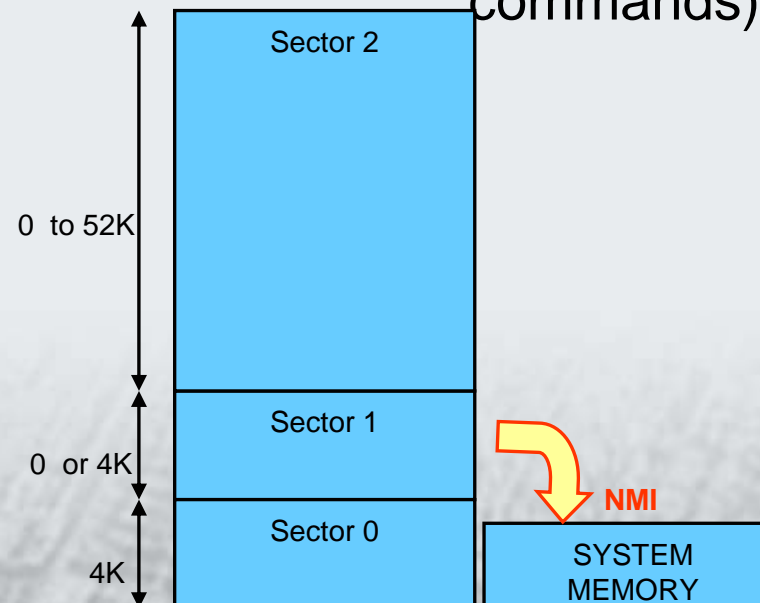 commands)
Sector 2
0 to 52K
Sector 1
0 or 4K
NMI
Sector 0
4K
SYSTEM
MEMORY